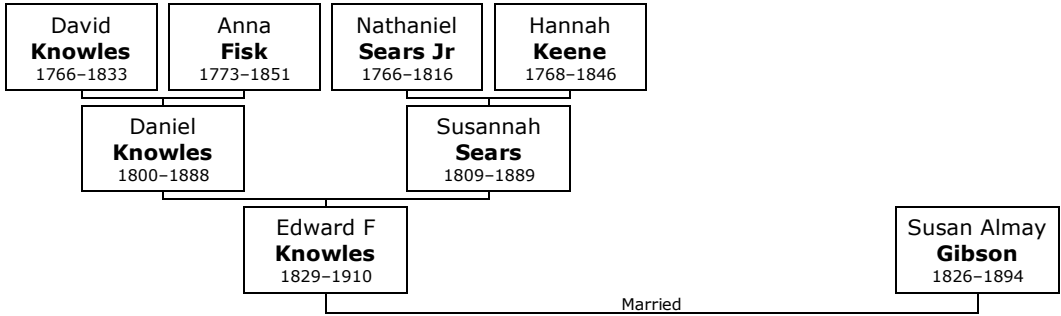 David
Knowles
1766–1833
Anna
Fisk
1773–1851
Nathaniel
Sears Jr
1766–1816
Hannah
Keene
1768–1846
Daniel
Knowles
1800–1888
Susannah
Sears
1809–1889
Edward F
Knowles
1829–1910
Susan Almay
Gibson
1826–1894
Married